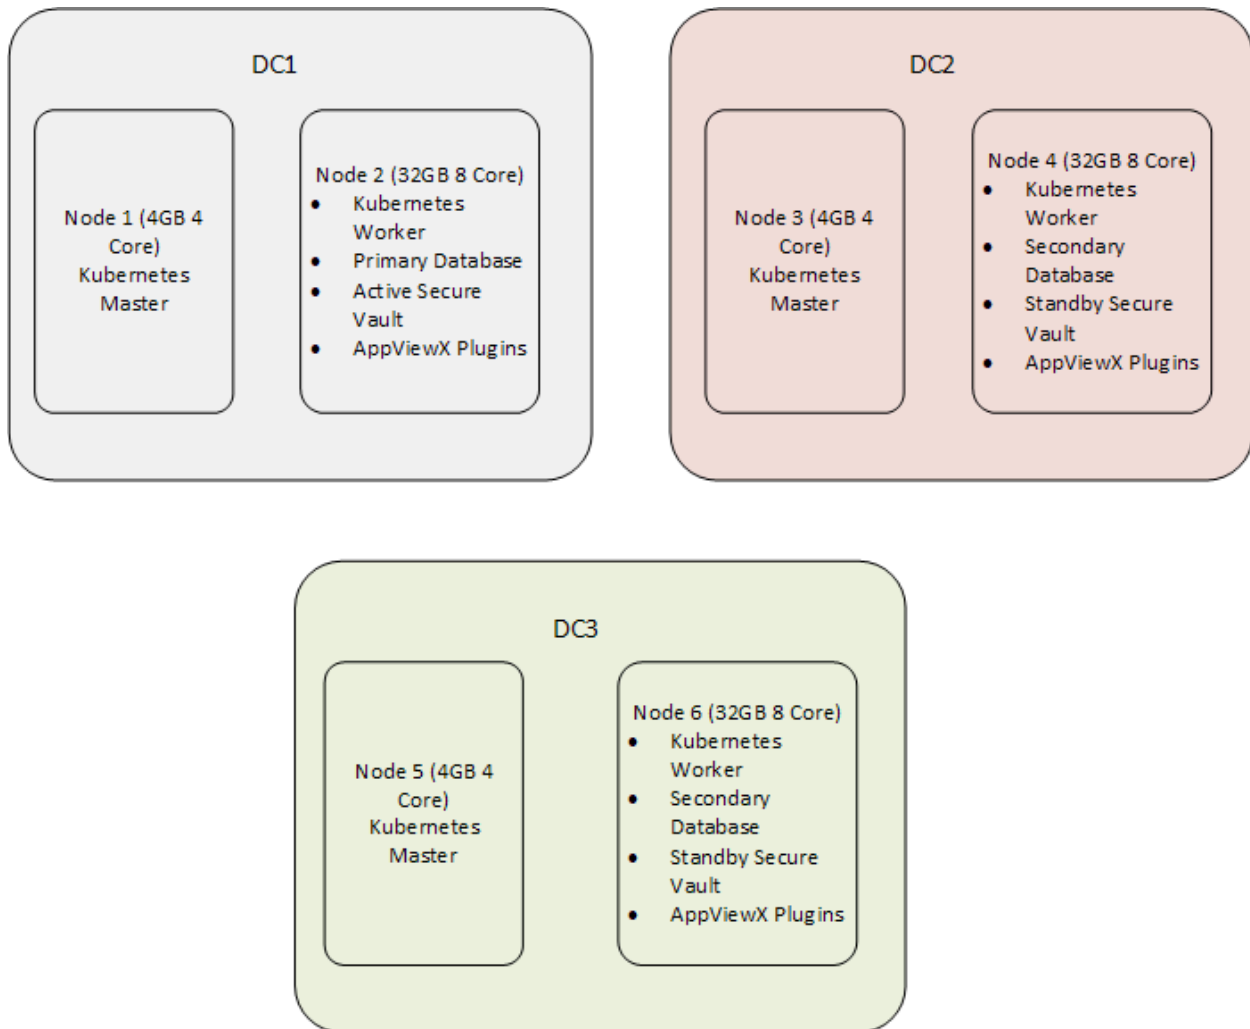 DC1
Node 1 (4GB 4
Core)
Kubernetes
Master
Node 2 (32GB 8 Core)
• Kubernetes
Worker
• Primary Database
• Active Secure
Vault
• AppViewX Plugins
DC2
Node 3 (4GB 4
Core)
Kubernetes
Master
Node 4 (32GB 8 Core)
• Kubernetes
Worker
• Secondary
Database
• Standby Secure
Vault
• AppViewX Plugins
DC3
Node 5 (4GB 4
Core)
Kubernetes
Master
Node 6 (32GB 8 Core)
• Kubernetes
Worker
• Secondary
Database
• Standby Secure
Vault
• AppViewX Plugins